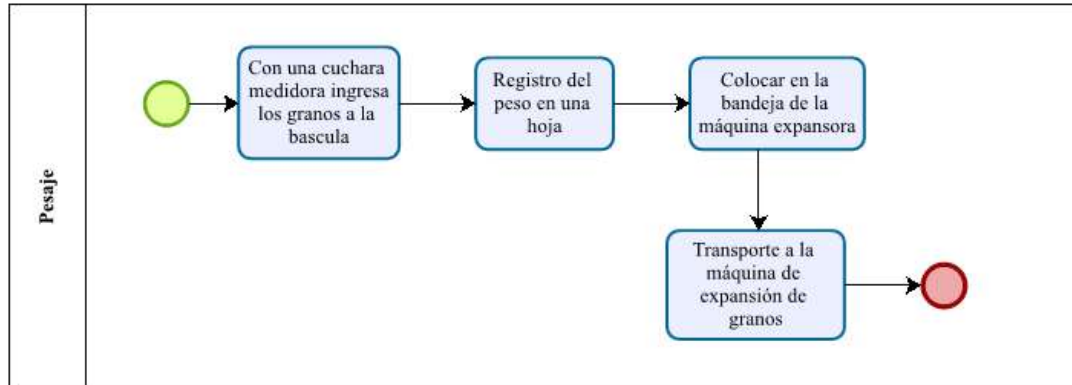 Pesaje
Con una cuchara
medidora ingresa
los granos a la
bascula
Registro del
peso en una
hoja
Colocar en la
bandeja de la
máquina expansora
Transporte a la
máquina de
expansión de
granos